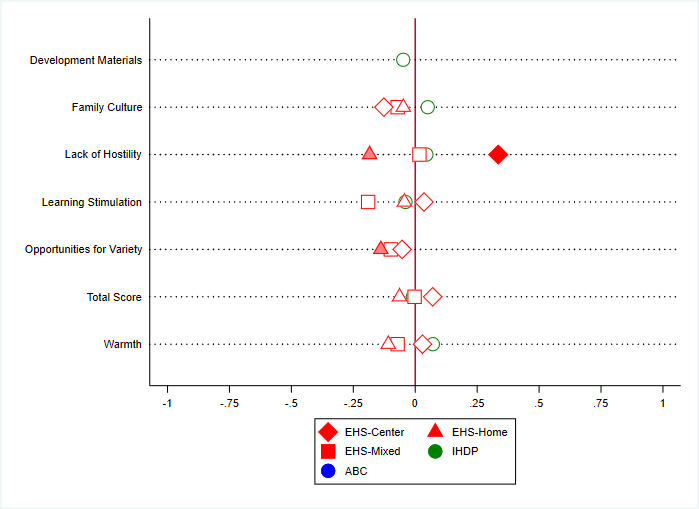 Development Materials
Family Culture
Lack of Hostility
Learning Stimulation
Opportunities for Variety
Total Score
Warmth
-1 -.75 -.5 -.25 0 .25 .5 .75 1
EHS-Center EHS-Home
EHS-Mixed IHDP
ABC